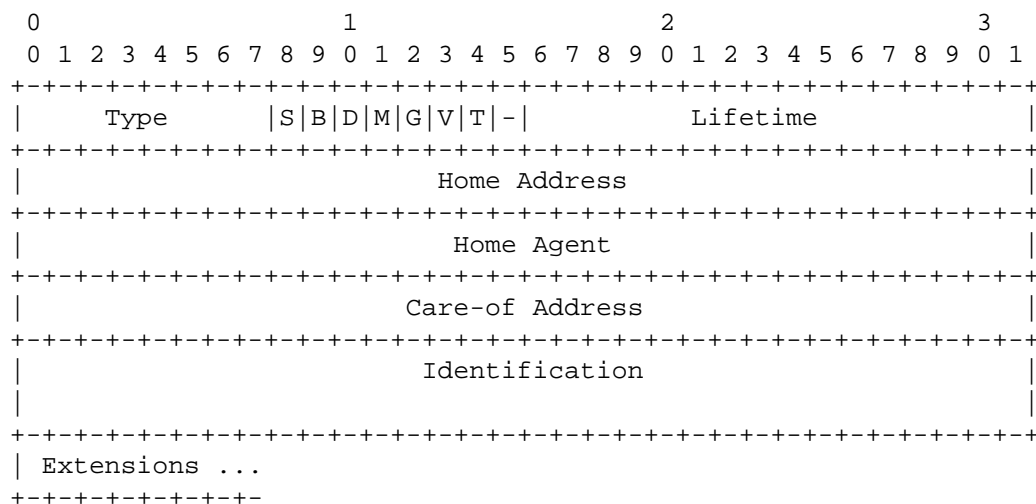 0                   1                   2                   3
 0 1 2 3 4 5 6 7 8 9 0 1 2 3 4 5 6 7 8 9 0 1 2 3 4 5 6 7 8 9 0 1
+-+-+-+-+-+-+-+-+-+-+-+-+-+-+-+-+-+-+-+-+-+-+-+-+-+-+-+-+-+-+-+-+
|     Type      |S|B|D|M|G|V|T|-|          Lifetime             |
+-+-+-+-+-+-+-+-+-+-+-+-+-+-+-+-+-+-+-+-+-+-+-+-+-+-+-+-+-+-+-+-+
|                          Home Address                         |
+-+-+-+-+-+-+-+-+-+-+-+-+-+-+-+-+-+-+-+-+-+-+-+-+-+-+-+-+-+-+-+-+
|                           Home Agent                          |
+-+-+-+-+-+-+-+-+-+-+-+-+-+-+-+-+-+-+-+-+-+-+-+-+-+-+-+-+-+-+-+-+
|                        Care-of Address                        |
+-+-+-+-+-+-+-+-+-+-+-+-+-+-+-+-+-+-+-+-+-+-+-+-+-+-+-+-+-+-+-+-+
|                         Identification                        |
|                                                               |
+-+-+-+-+-+-+-+-+-+-+-+-+-+-+-+-+-+-+-+-+-+-+-+-+-+-+-+-+-+-+-+-+
| Extensions ...
+-+-+-+-+-+-+-+-